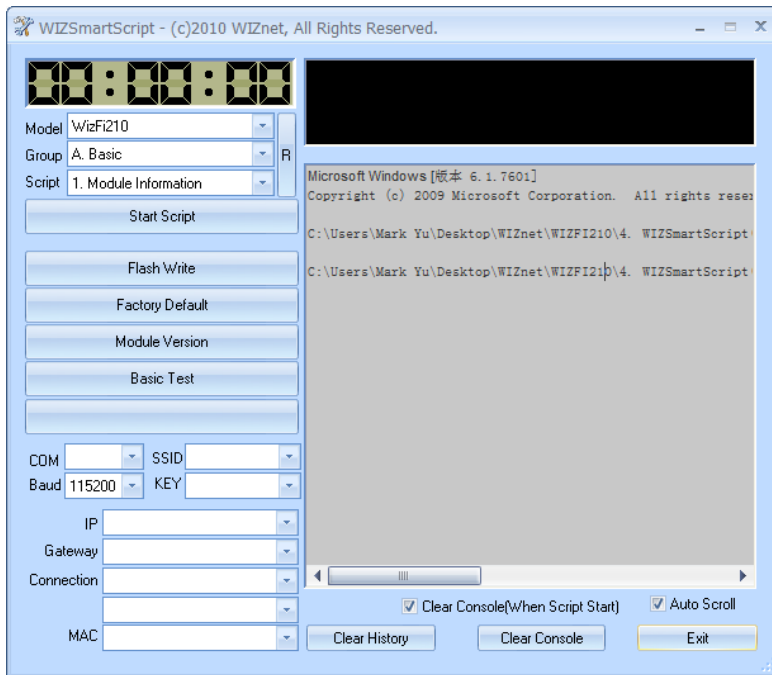 WIZSmartScript - (c)2010 WIZnet, All Rights Reserved.
Model WizFi210
Group A. Basic
R
Script 1. Module Information
Start Script
Flash Write
Factory Default
Module Version
Basic Test
COM
SSID
Baud 115200
KEY
IP
Gateway
Connection
MAC
Microsoft Windows [版本 6.1.7601]
Copyright (c) 2009 Microsoft Corporation. All rights reser
C:\Users\Mark Yu\Desktop\WIZnet\WIZFI210\4. WIZSmartScript
C:\Users\Mark Yu\Desktop\WIZnet\WIZFI210\4. WIZSmartScript
Clear Console(When Script Start)
Auto Scroll
Clear History
Clear Console
Exit